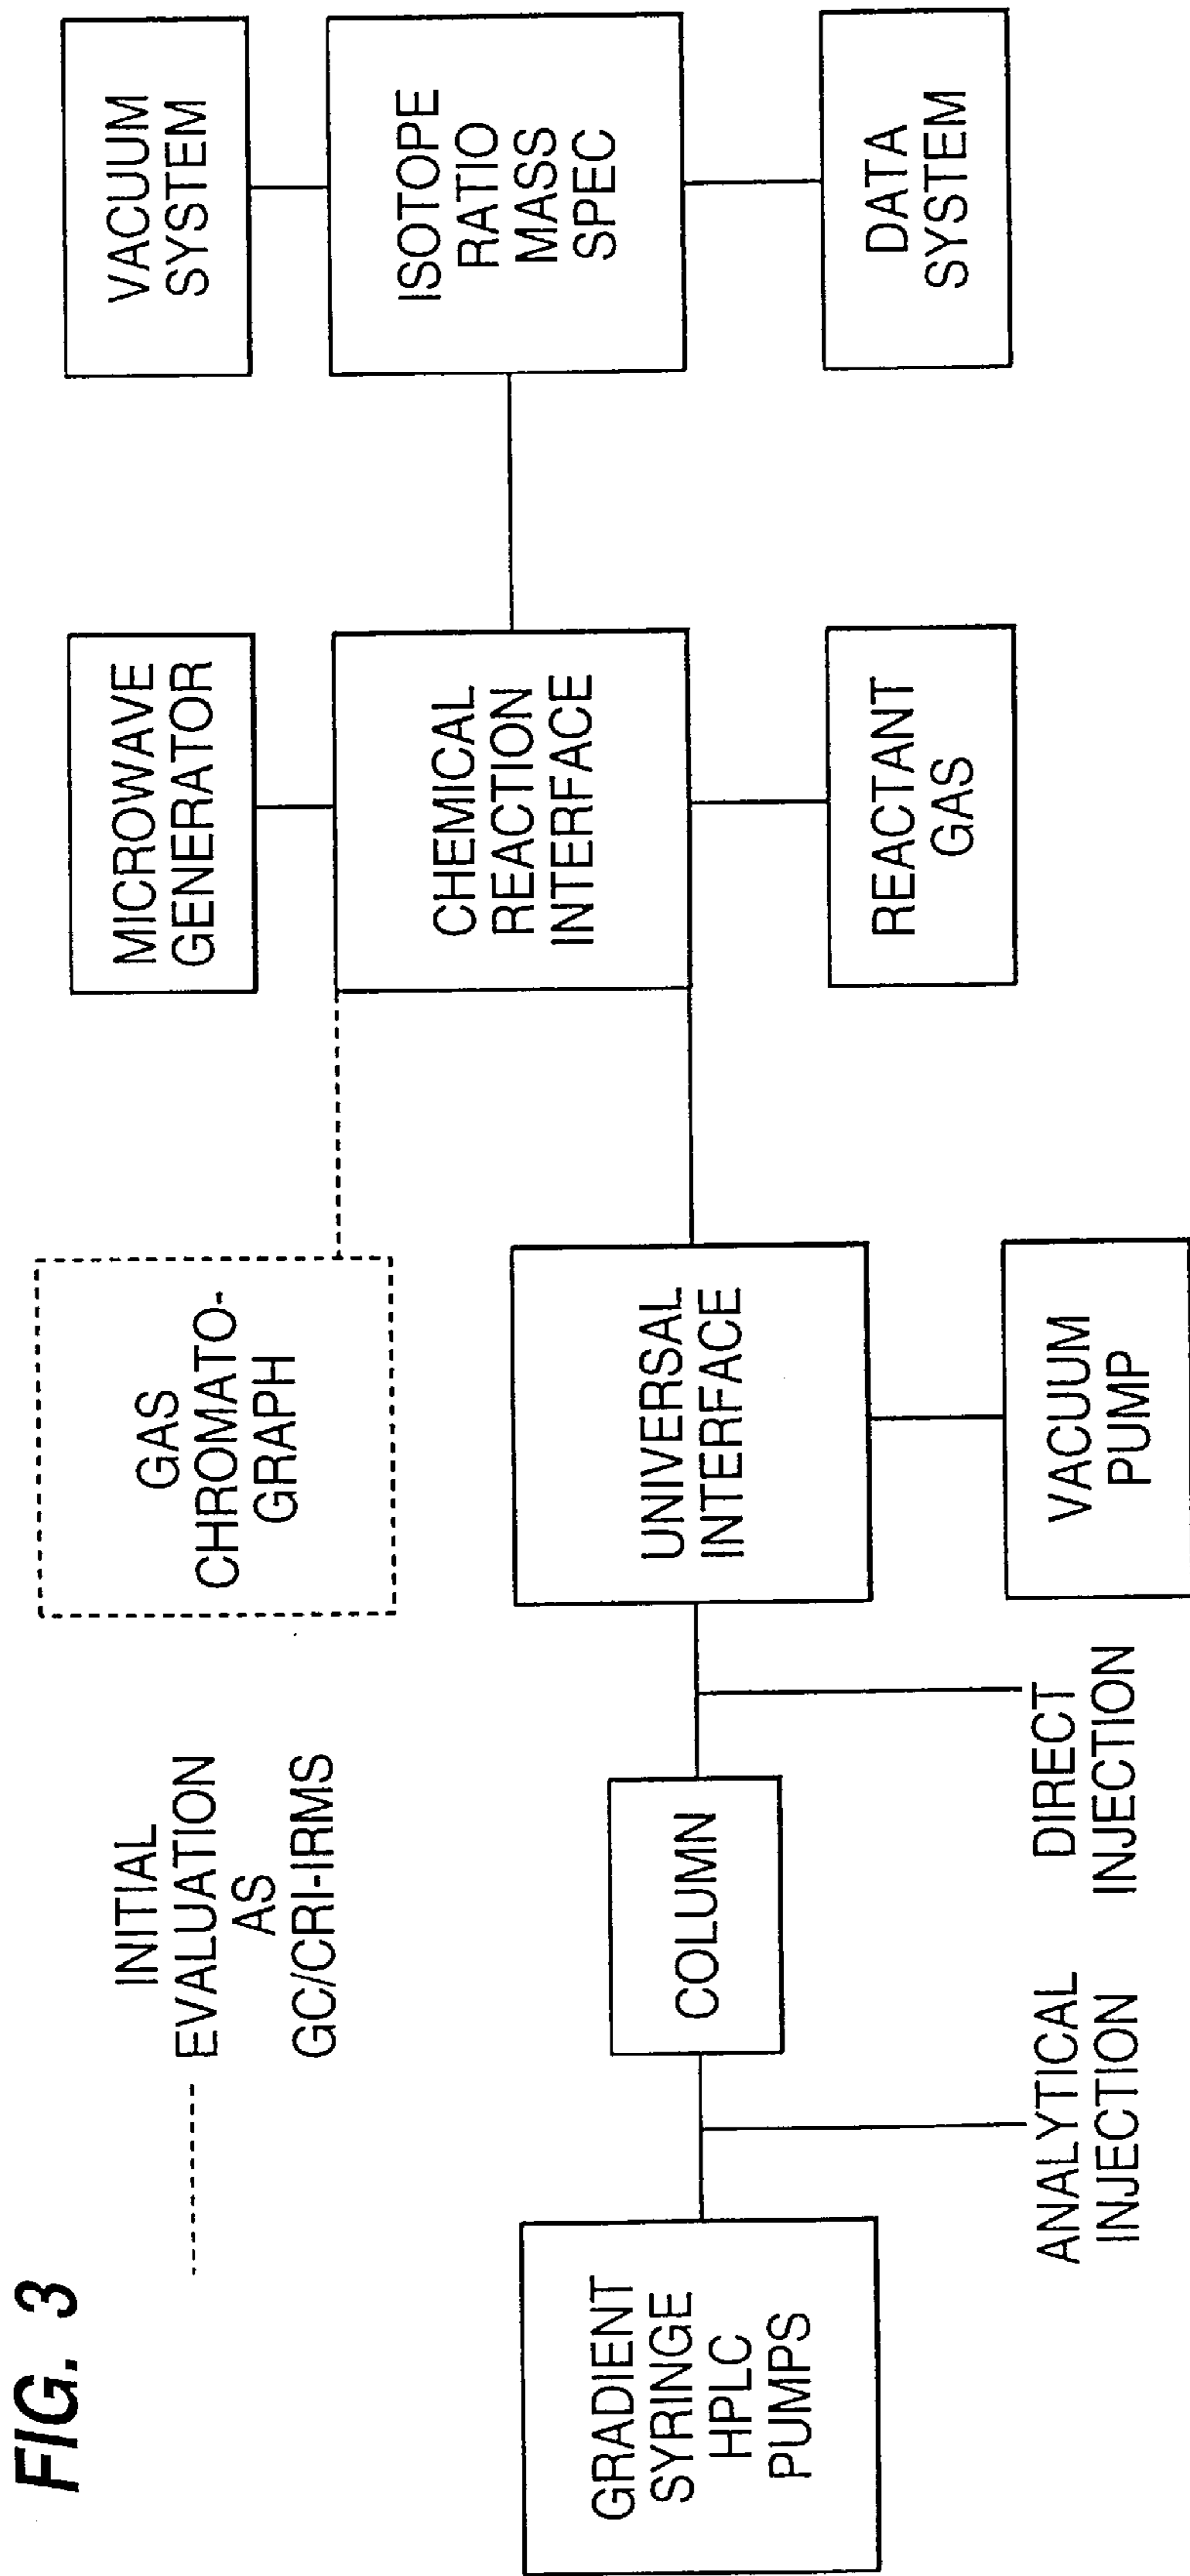 FIG. 3
INITIAL
EVALUATION
AS
GC/CRI-IRMS
GAS
CHROMATO-
GRAPH
MICROWAVE
GENERATOR
VACUUM
SYSTEM
GRADIENT
SYRINGE
HPLC
PUMPS
COLUMN
UNIVERSAL
INTERFACE
CHEMICAL
REACTION
INTERFACE
ISOTOPE
RATIO
MASS
SPEC
ANALYTICAL
INJECTION
DIRECT
INJECTION
VACUUM
PUMP
REACTANT
GAS
DATA
SYSTEM